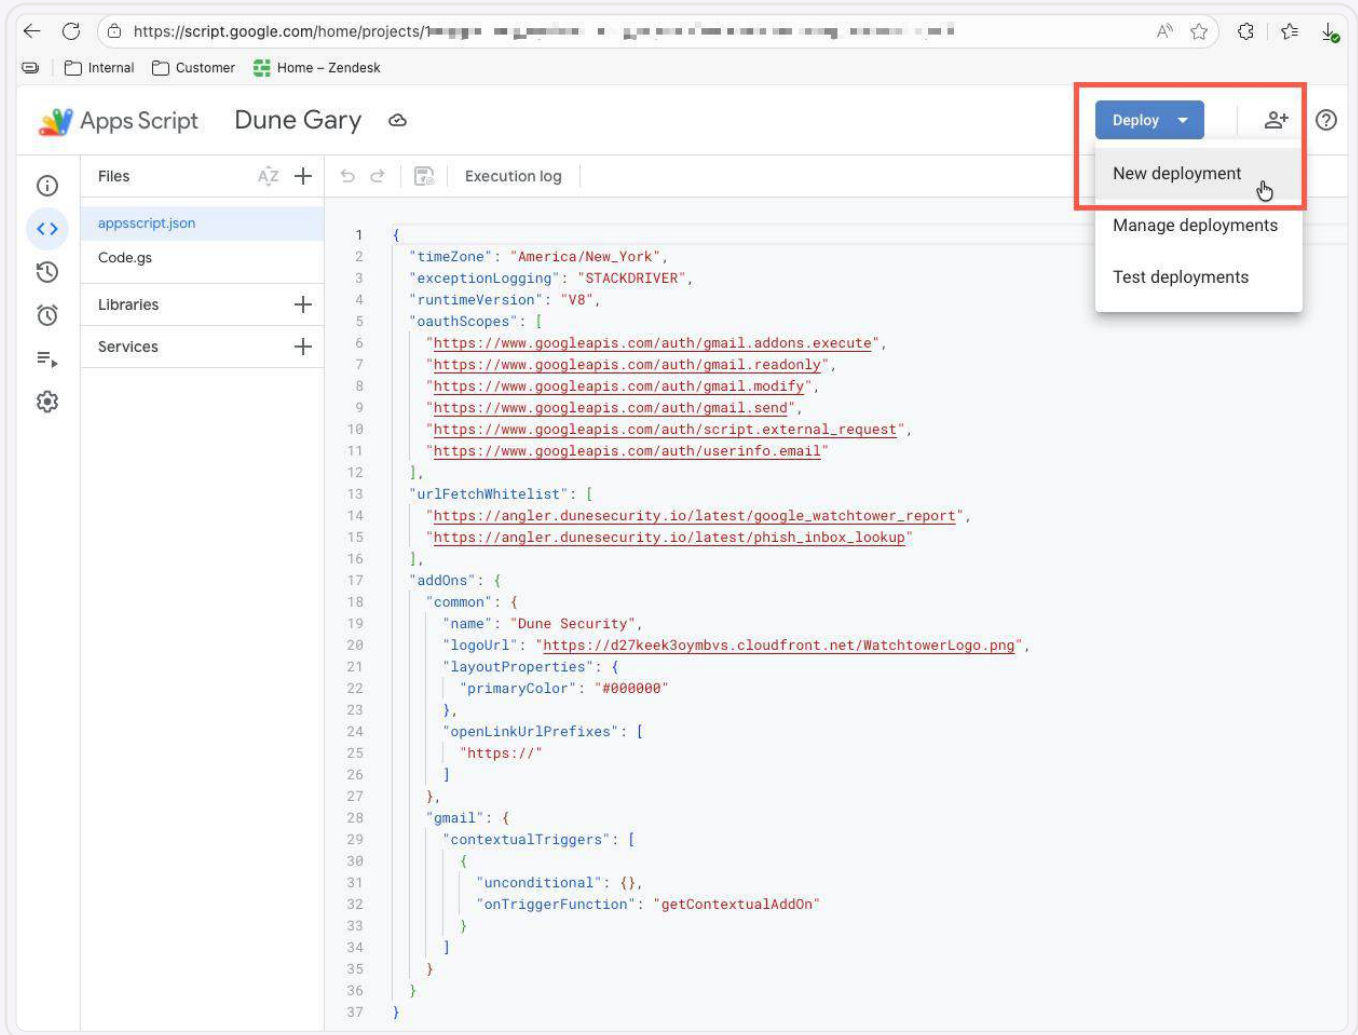 https://script.google.com/home/projects/1
Internal Customer Home – Zendesk
Apps Script Dune Gary Deploy
Files AZ Execution log New deployment
appsscript.json
Manage deployments
Code.gs
Test deployments
Libraries
Services
1 {
2 "timeZone": "America/New_York",
3 "exceptionLogging": "STACKDRIVER",
4 "runtimeVersion": "V8",
5 "oauthScopes": [
6 "https://www.googleapis.com/auth/gmail.addons.execute",
7 "https://www.googleapis.com/auth/gmail.readonly",
8 "https://www.googleapis.com/auth/gmail.modify",
9 "https://www.googleapis.com/auth/gmail.send",
10 "https://www.googleapis.com/auth/script.external_request",
11 "https://www.googleapis.com/auth/userinfo.email"
12 ],
13 "urlFetchWhitelist": [
14 "https://angler.dunesecurity.io/latest/google_watchtower_report",
15 "https://angler.dunesecurity.io/latest/phish_inbox_lookup"
16 ],
17 "addOns": {
18 "common": {
19 "name": "Dune Security",
20 "logoUrl": "https://d27keek3oymbvs.cloudfront.net/WatchtowerLogo.png",
21 "layoutProperties": {
22 "primaryColor": "#000000"
23 },
24 "openLinkUrlPrefixes": [
25 "https://"
26 ]
27 },
28 "gmail": {
29 "contextualTriggers": [
30 {
31 "unconditional": {},
32 "onTriggerFunction": "getContextualAddOn"
33 }
34 ]
35 }
36 }
37 }